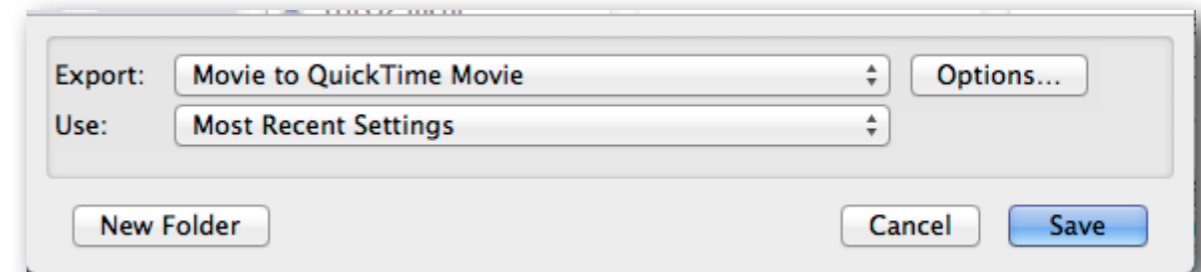 Export: Movie to QuickTime Movie Options...
Use: Most Recent Settings
New Folder Cancel Save